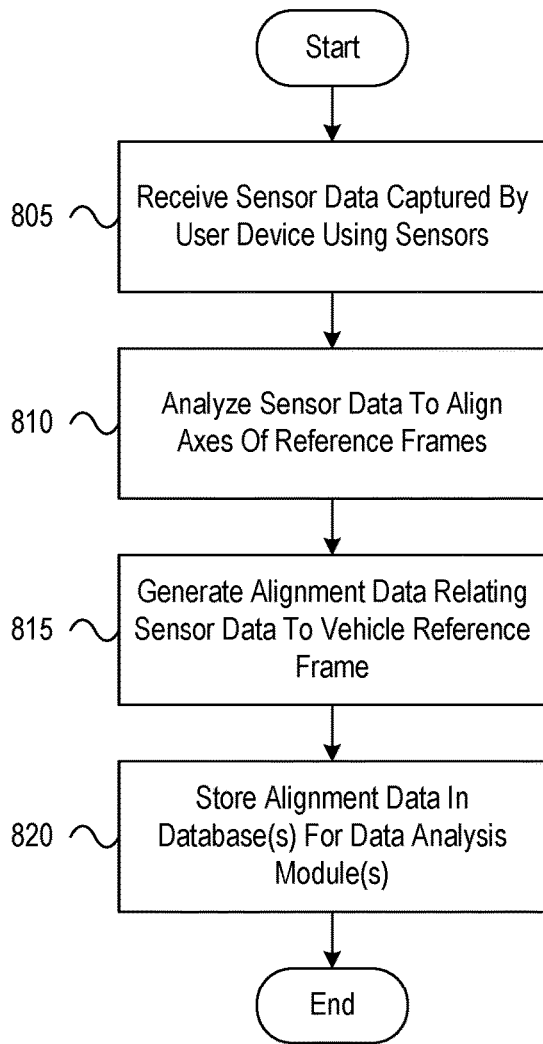 Start
805
Receive Sensor Data Captured By
User Device Using Sensors
810
Analyze Sensor Data To Align
Axes Of Reference Frames
815
Generate Alignment Data Relating
Sensor Data To Vehicle Reference
Frame
820
Store Alignment Data In
Database(s) For Data Analysis
Module(s)
End